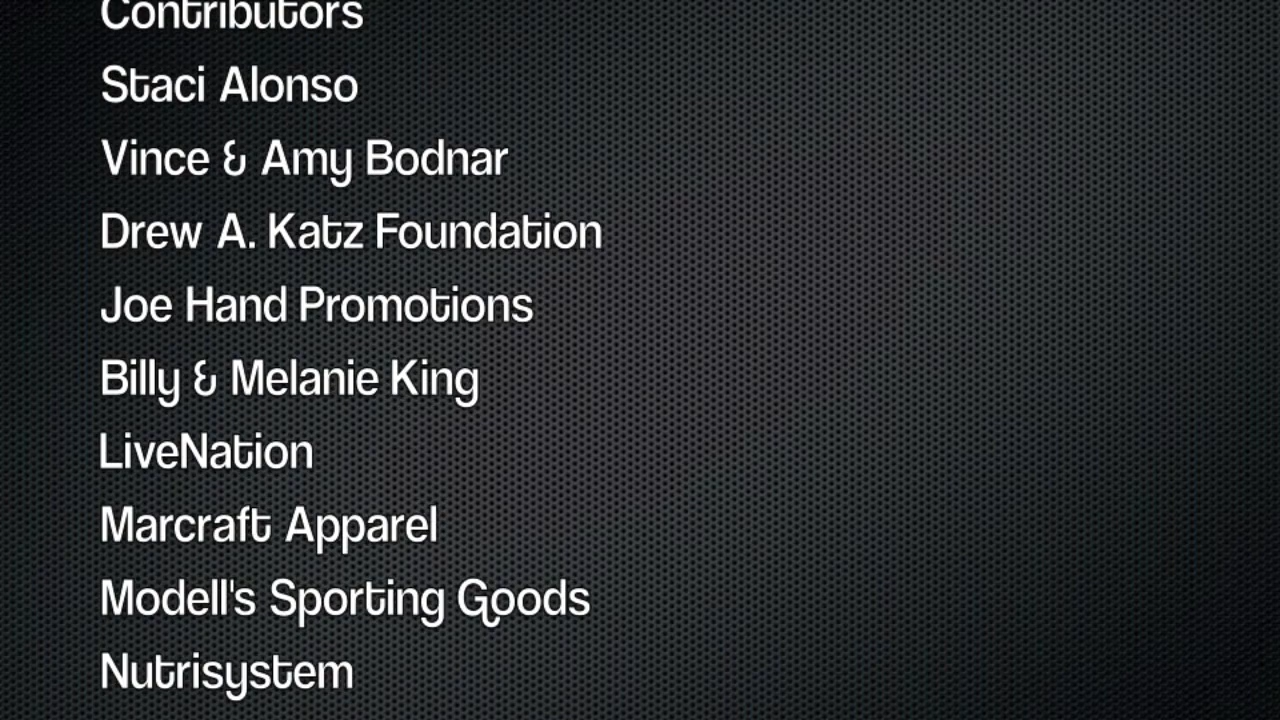 Contributors
Staci Alonso
Vince & Amy Bodnar
Drew A. Katz Foundation
Joe Hand Promotions
Billy & Melanie King
LiveNation
Marcraft Apparel
Modell's Sporting Goods
Nutrisystem